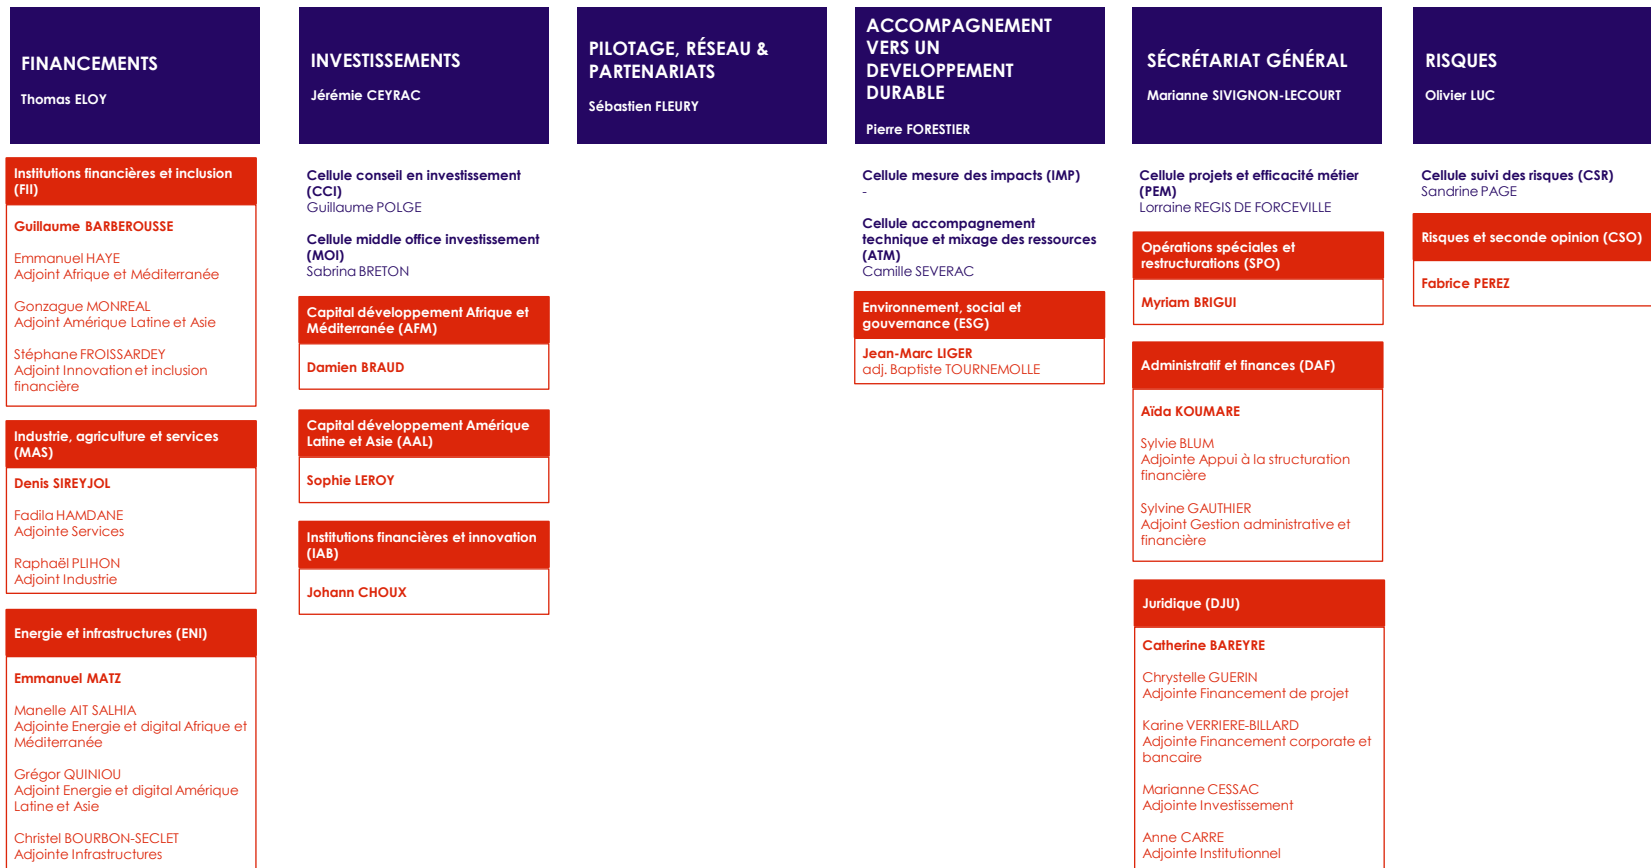 FINANCEMENTS
Thomas ELOY
Institutions financières et inclusion
(FII)
Guillaume BARBEROUSSE
Emmanuel HAYE
Adjoint Afrique et Méditerranée
Gonzague MONREAL
Adjoint Amérique Latine et Asie
Stéphane FROISSARDEY
Adjoint Innovation et inclusion
financière
Industrie, agriculture et services
(MAS)
Denis SIREYJOL
Fadila HAMDANE
Adjointe Services
Raphaël PLIHON
Adjoint Industrie
Energie et infrastructures (ENI)
Emmanuel MATZ
Manelle AIT SALHIA
Adjointe Energie et digital Afrique et
Méditerranée
Grégor QUINIOU
Adjoint Energie et digital Amérique
Latine et Asie
Christel BOURBON-SECLET
Adjointe Infrastructures
INVESTISSEMENTS
Jérémie CEYRAC
Cellule conseil en investissement
(CCI)
Guillaume POLGE
Cellule middle office investissement
(MOI)
Sabrina BRETON
Capital développement Afrique et
Méditerranée (AFM)
Damien BRAUD
Capital développement Amérique
Latine et Asie (AAL)
Sophie LEROY
Institutions financières et innovation
(IAB)
Johann CHOUX
PILOTAGE, RÉSEAU &
PARTENARIATS
Sébastien FLEURY
ACCOMPAGNEMENT
VERS UN
DEVELOPPEMENT
DURABLE
Pierre FORESTIER
Cellule mesure des impacts (IMP)
-
Cellule accompagnement
technique et mixage des ressources
(ATM)
Camille SEVERAC
Environnement, social et
gouvernance (ESG)
Jean-Marc LIGER
adj. Baptiste TOURNEMOLLE
SÉCRÉTARIAT GÉNÉRAL
Marianne SIVIGNON-LECOURT
Cellule projets et efficacité métier
(PEM)
Lorraine REGIS DE FORCEVILLE
Opérations spéciales et
restructurations (SPO)
Myriam BRIGUI
Administratif et finances (DAF)
Aïda KOUMARE
Sylvie BLUM
Adjointe Appui à la structuration
financière
Sylvine GAUTHIER
Adjoint Gestion administrative et
financière
Juridique (DJU)
Catherine BAREYRE
Chrystelle GUERIN
Adjointe Financement de projet
Karine VERRIERE-BILLARD
Adjointe Financement corporate et
bancaire
Marianne CESSAC
Adjointe Investissement
Anne CARRE
Adjointe Institutionnel
RISQUES
Olivier LUC
Cellule suivi des risques (CSR)
Sandrine PAGE
Risques et seconde opinion (CSO)
Fabrice PEREZ